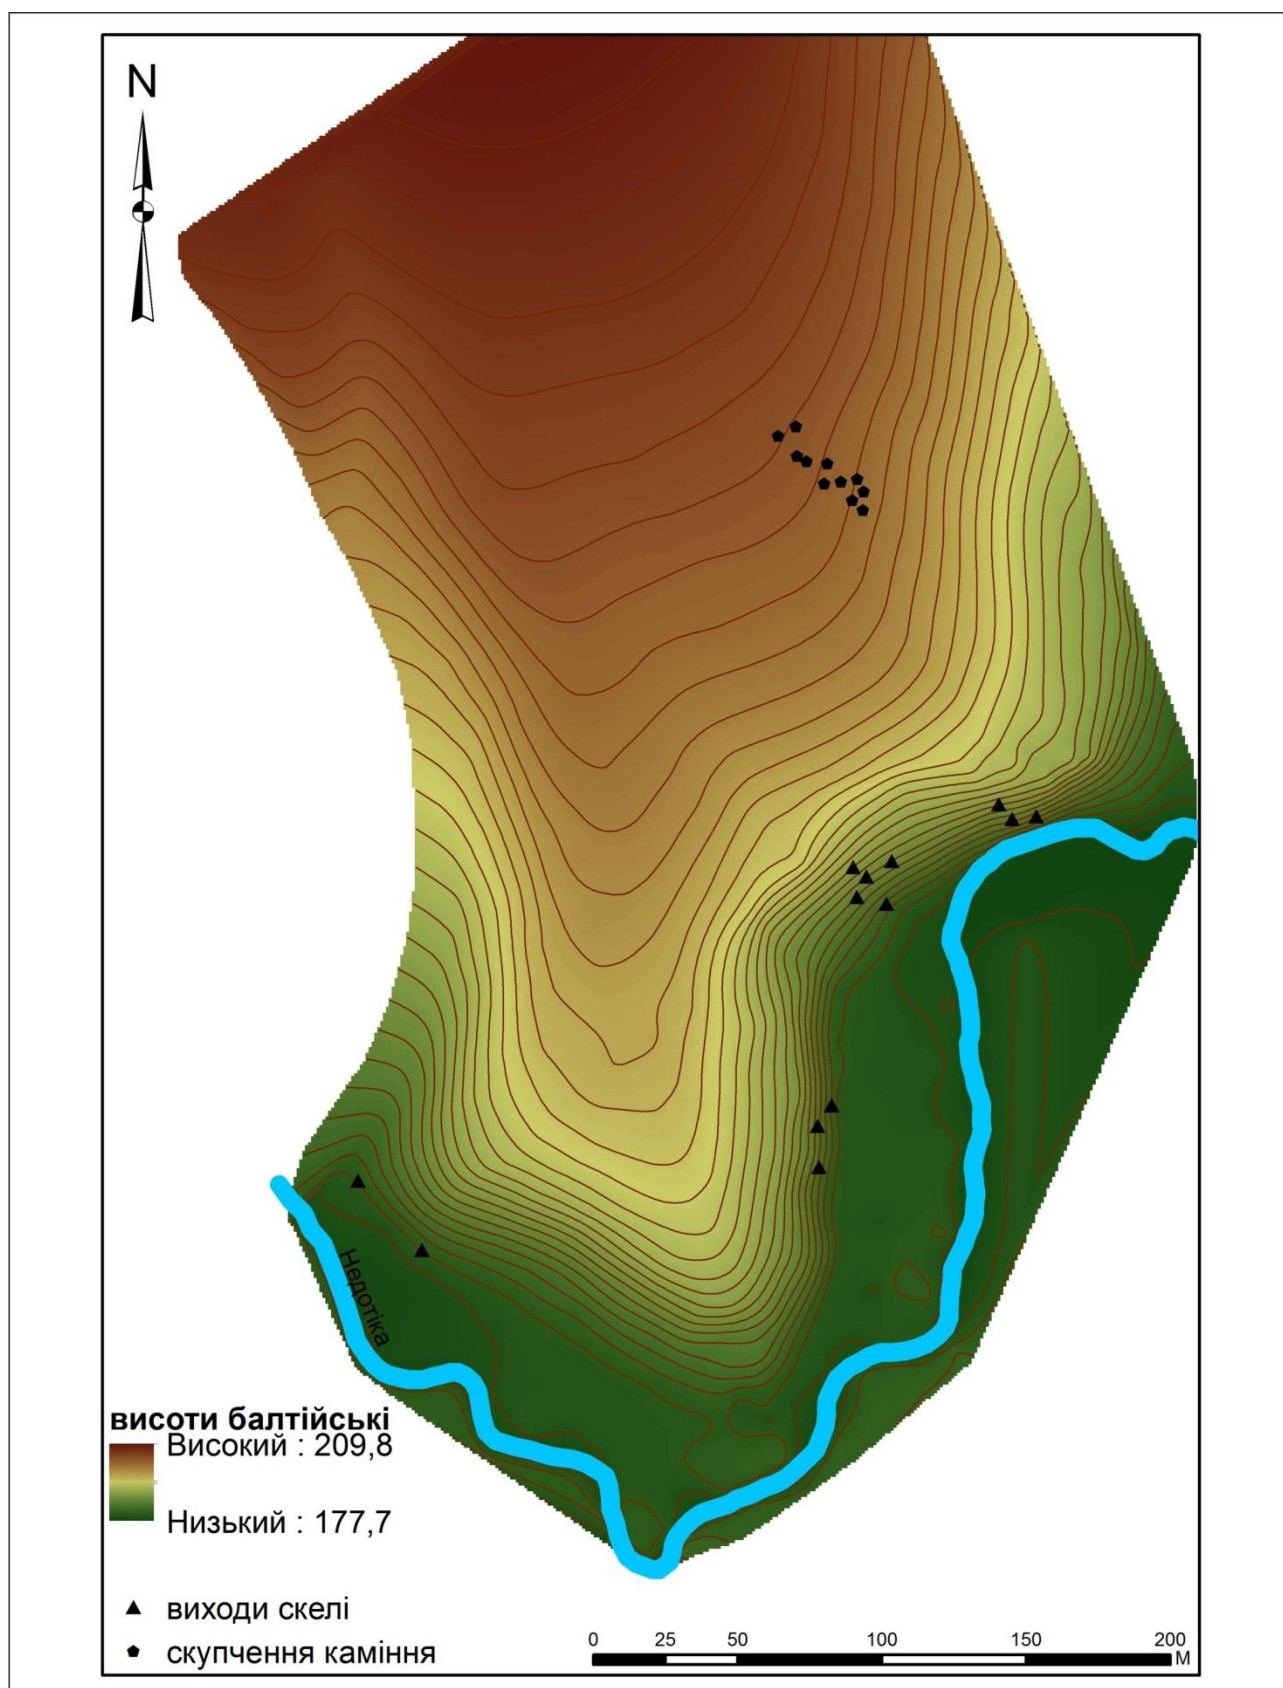 N
Недотіка
висоти балтійські
Високий : 209,8
Низький : 177,7
виходи скелі
скупчення каміння
0 25 50 100 150 200
М